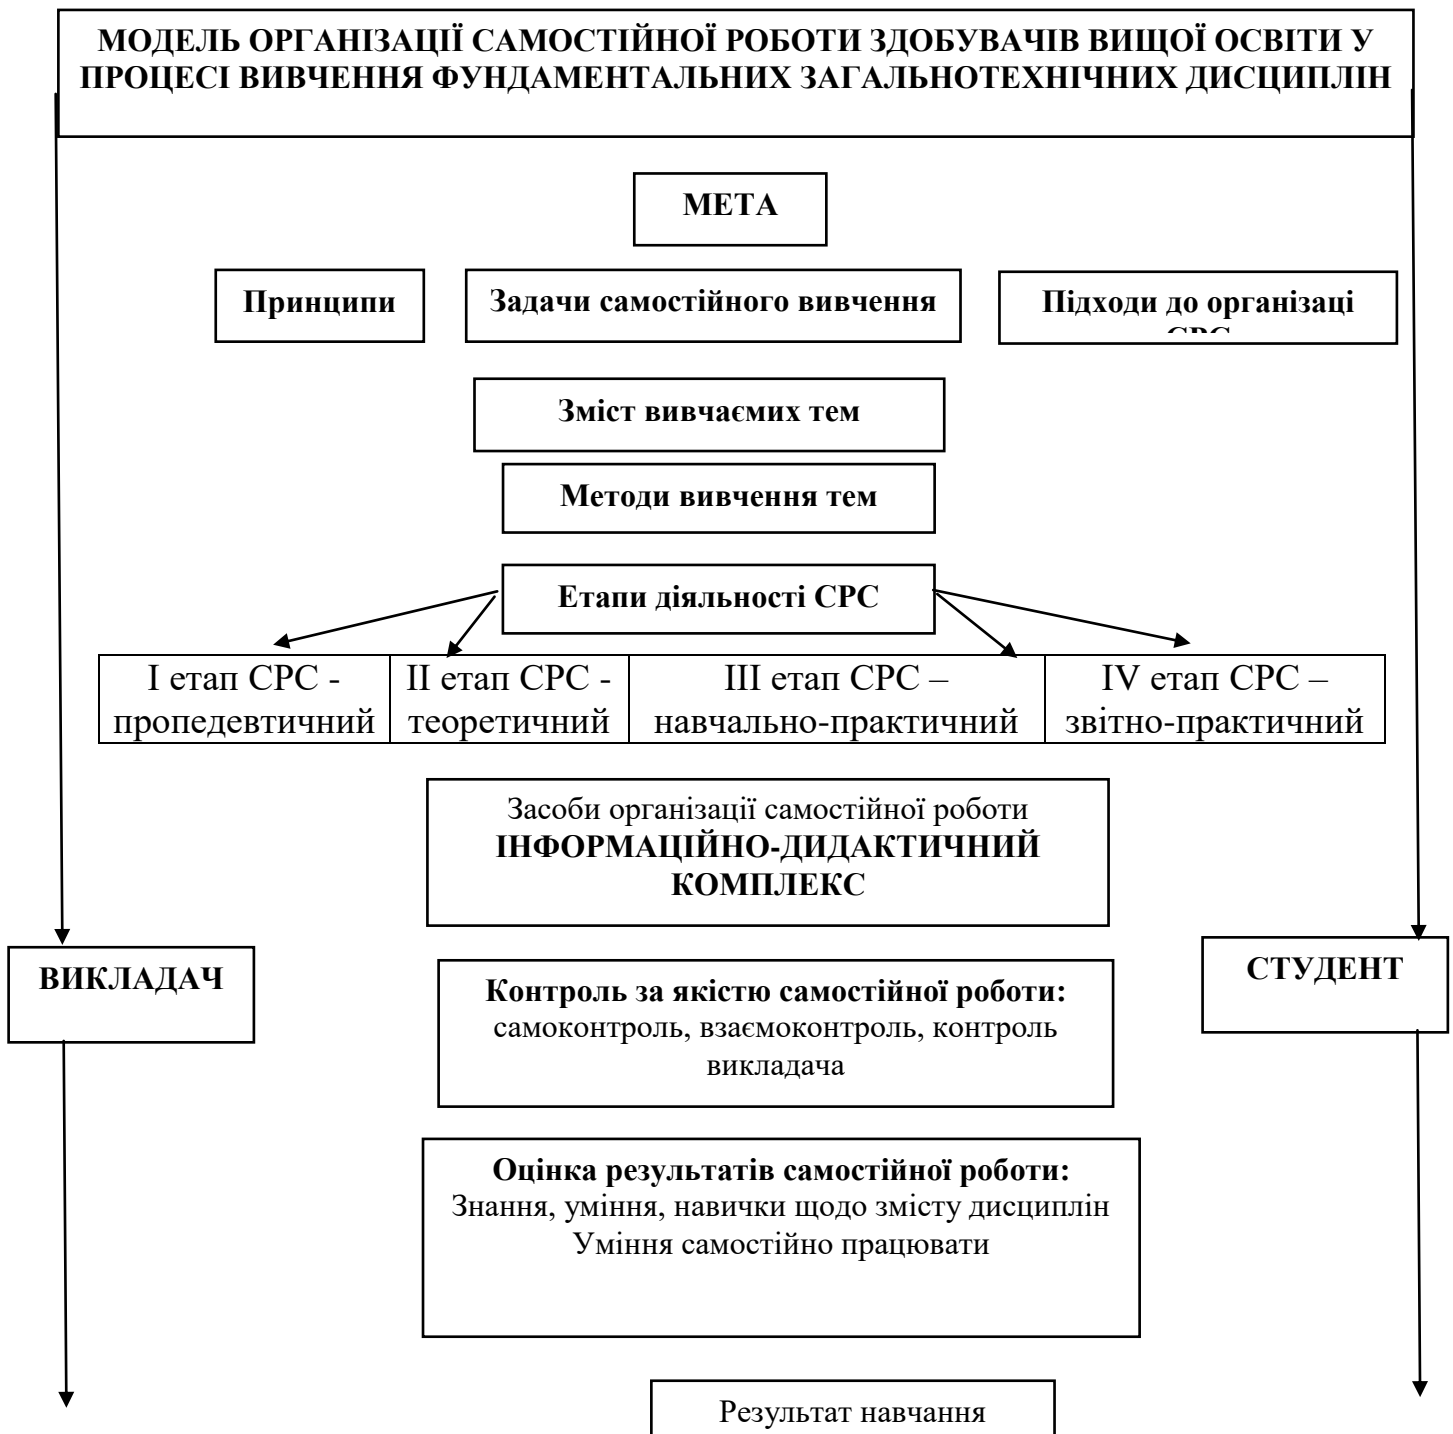 МОДЕЛЬ ОРГАНІЗАЦІЇ САМОСТІЙНОЇ РОБОТИ ЗДОБУВАЧІВ ВИЩОЇ ОСВІТИ У
ПРОЦЕСІ ВИВЧЕННЯ ФУНДАМЕНТАЛЬНИХ ЗАГАЛЬНОТЕХНІЧНИХ ДИСЦИПЛІН
МЕТА
Принципи
Задачи самостійного вивчення
Підходи до організаці
СРС
Зміст вивчаємих тем
Методи вивчення тем
Етапи діяльності СРС
І етап СРС -
пропедевтичний
ІІ етап СРС -
теоретичний
ІІІ етап СРС –
навчально-практичний
IV етап СРС –
звітно-практичний
Засоби організації самостійної роботи
ІНФОРМАЦІЙНО-ДИДАКТИЧНИЙ
КОМПЛЕКС
ВИКЛАДАЧ
СТУДЕНТ
Контроль за якістю самостійної роботи:
самоконтроль, взаємоконтроль, контроль
викладача
Оцінка результатів самостійної роботи:
Знання, уміння, навички щодо змісту дисциплін
Уміння самостійно працювати
Результат навчання